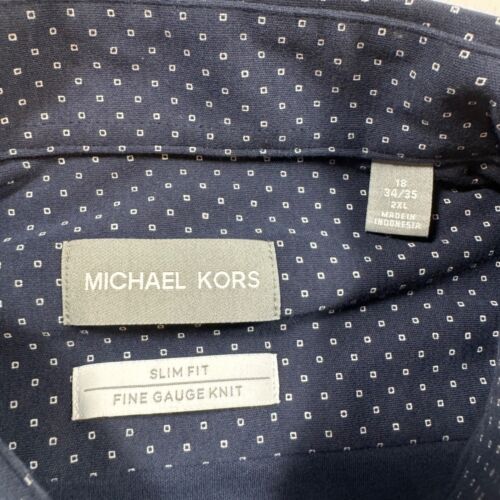 18
34/35
2XL
MADE IN
INDONESIA
MICHAEL KORS
SLIM FIT
FINE GAUGE KNIT